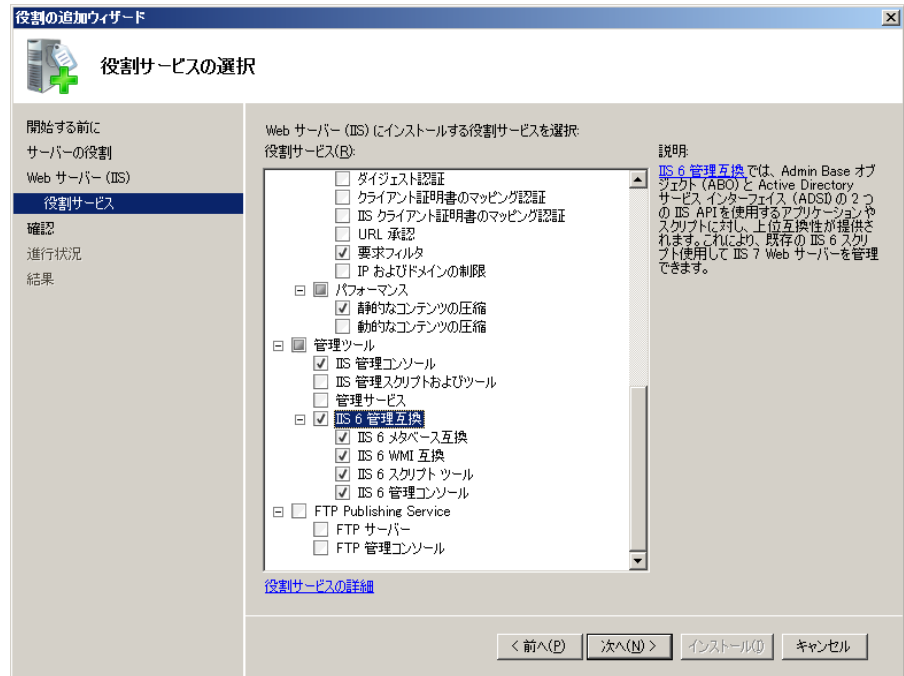 役割の追加ウィザード
役割サービスの選択
開始する前に
サーバーの役割
Web サーバー (IIS)
役割サービス
確認
進行状況
結果
Web サーバー (IIS) にインストールする役割サービスを選択:
役割サービス(R):
ダイジェスト認証
クライアント証明書のマッピング認証
IIS クライアント証明書のマッピング認証
URL 承認
要求フィルタ
IP およびドメインの制限
パフォーマンス
静的なコンテンツの圧縮
動的なコンテンツの圧縮
管理ツール
IIS 管理コンソール
IIS 管理スクリプトおよびツール
管理サービス
IIS 6 管理互換
IIS 6 メタベース互換
IIS 6 WMI 互換
IIS 6 スクリプト ツール
IIS 6 管理コンソール
FTP Publishing Service
FTP サーバー
FTP 管理コンソール
役割サービスの詳細
説明:
IIS 6 管理互換では、Admin Base オブ
ジェクト (ABO) と Active Directory
サービス インターフェイス (ADSI) の 2 つ
の IIS API を使用するアプリケーションや
スクリプトに対し、上位互換性が提供さ
れます。これにより、既存の IIS 6 スクリ
プト使用して IIS 7 Web サーバーを管理
できます。
< 前へ(P)
次へ(N) >
インストール(I)
キャンセル